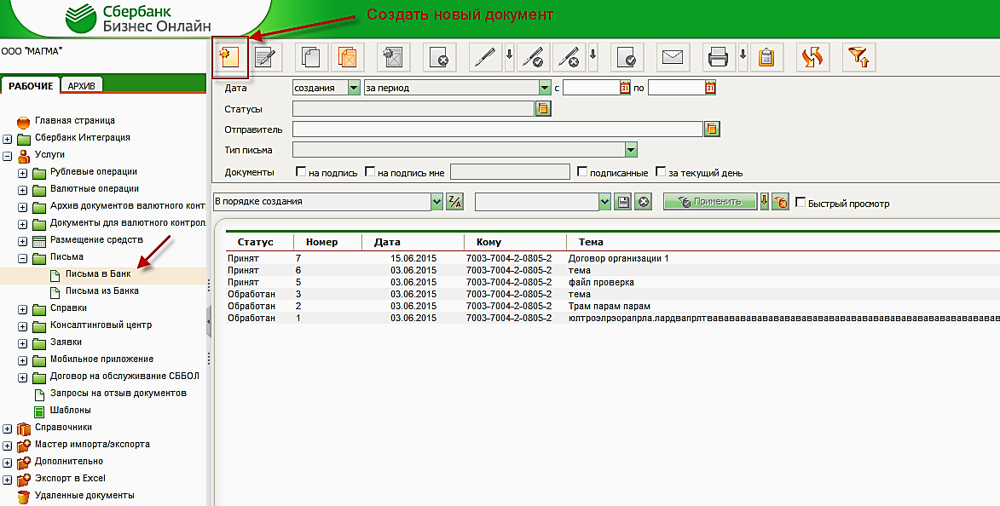 Сбербанк
Бизнес Онлайн
Создать новый документ
ООО "МАГМА"
РАБОЧИЕ АРХИВ
Главная страница
Сбербанк Интеграция
Услуги
Рублевые операции
Валютные операции
Архив документов валютного конт
Документы для валютного контрол
Размещение средств
Письма
Письма в Банк
Письма из Банка
Справки
Консалтинговый центр
Заявки
Мобильное приложение
Договор на обслуживание СББОЛ
Запросы на отзыв документов
Шаблоны
Справочники
Мастер импорта/экспорта
Дополнительно
Экспорт в Excel
Удаленные документы
Дата создания за период с 31 по 31
Статусы
Отправитель
Тип письма
Документы на подпись на подпись мне подписанные за текущий день
В порядке создания Z/A Применить Быстрый просмотр
Статус Номер Дата Кому Тема
Принят 7 15.06.2015 7003-7004-2-0805-2 Договор организации 1
Принят 6 03.06.2015 7003-7004-2-0805-2 тема
Принят 5 03.06.2015 7003-7004-2-0805-2 файл проверка
Обработан 3 03.06.2015 7003-7004-2-0805-2 тема
Обработан 2 03.06.2015 7003-7004-2-0805-2 Трам парам парам
Обработан 1 03.06.2015 7003-7004-2-0805-2